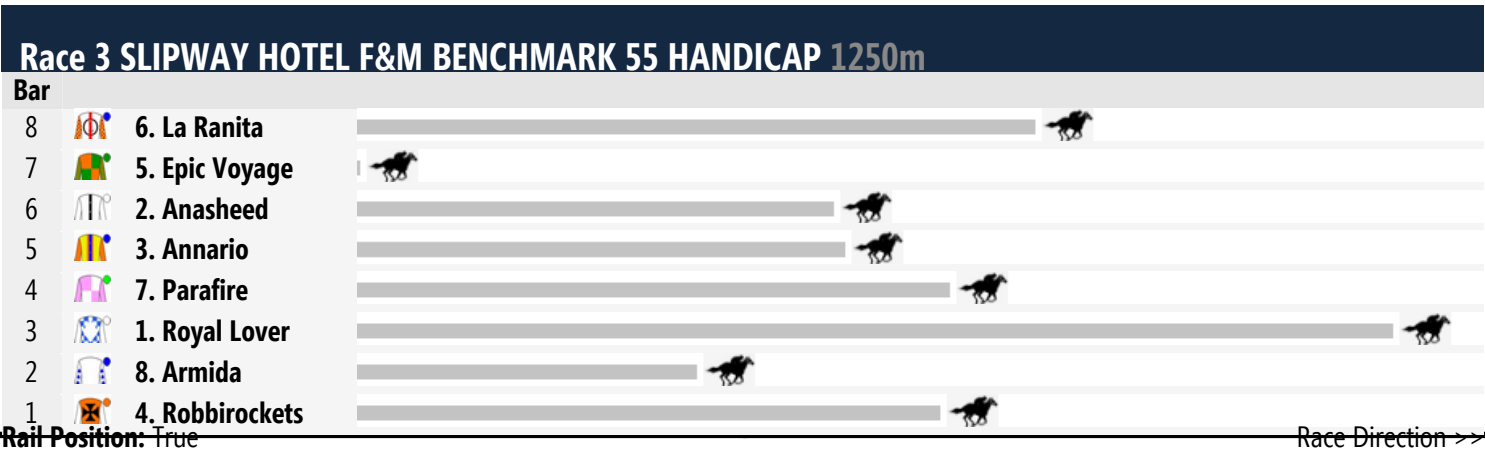 Race 3 SLIPWAY HOTEL F&M BENCHMARK 55 HANDICAP 1250m
Bar
8 6. La Ranita
7 5. Epic Voyage
6 2. Anasheed
5 3. Annario
4 7. Parafire
3 1. Royal Lover
2 8. Armida
1 4. Robbirockets
Rail Position: True Race Direction >>